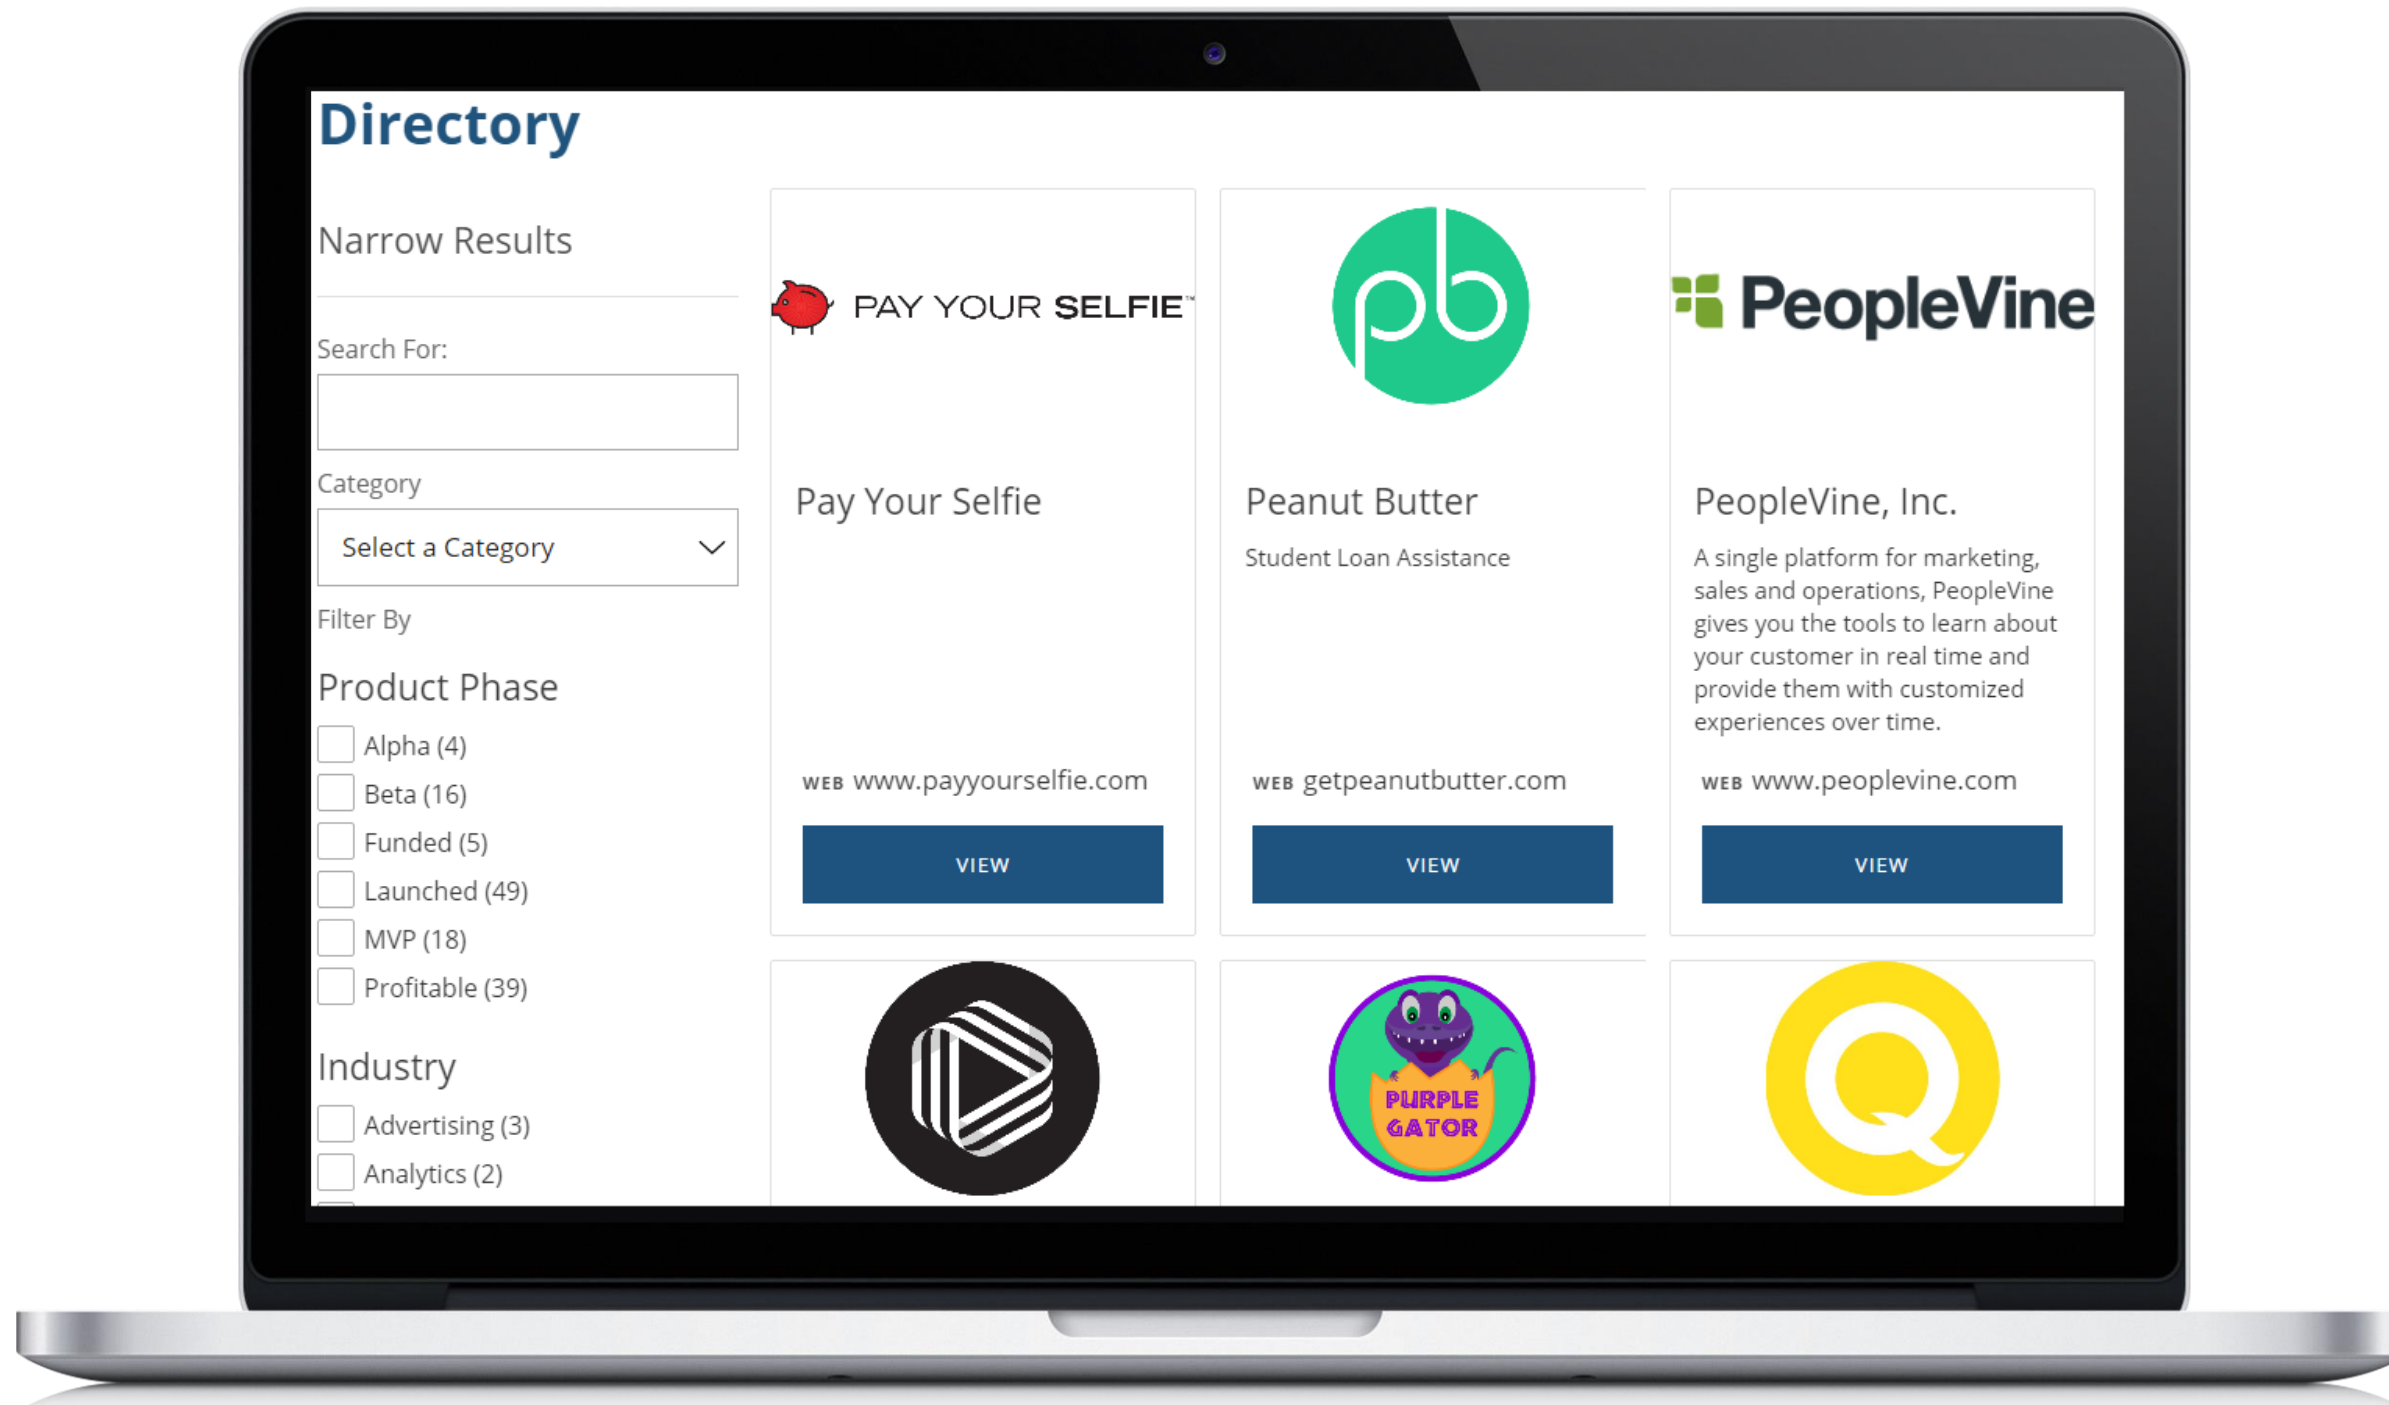 Directory
Narrow Results
Search For:
Category
Select a Category
Filter By
Product Phase
Alpha (4)
Beta (16)
Funded (5)
Launched (49)
MVP (18)
Profitable (39)
Industry
Advertising (3)
Analytics (2)
PAY YOUR SELFIE™
Pay Your Selfie
WEB www.payyourselfie.com
VIEW
pb
Peanut Butter
Student Loan Assistance
WEB getpeanutbutter.com
VIEW
PeopleVine
PeopleVine, Inc.
A single platform for marketing,
sales and operations, PeopleVine
gives you the tools to learn about
your customer in real time and
provide them with customized
experiences over time.
WEB www.peoplevine.com
VIEW
PURPLE
GATOR
Q